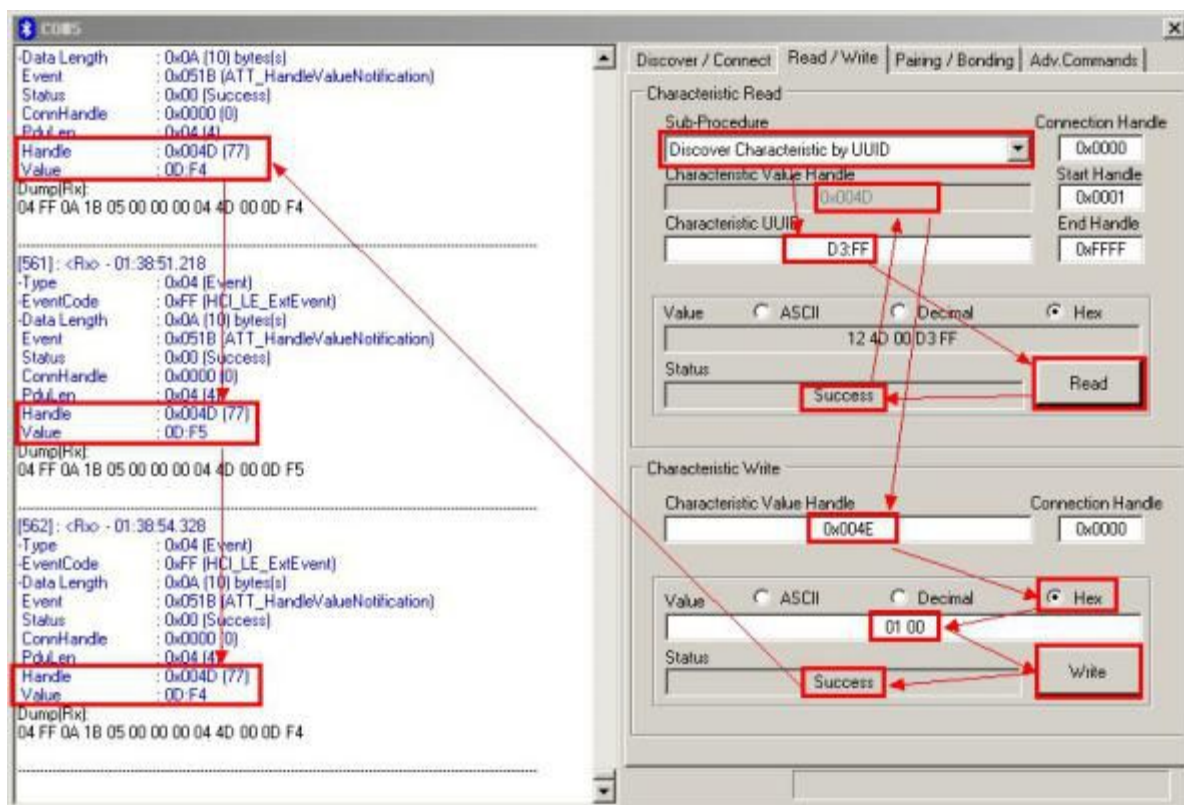 COM5
-Data Length : 0x0A (10) bytes(s)
Event : 0x051B (ATT_HandleValueNotification)
Status : 0x00 (Success)
ConnHandle : 0x0000 (0)
PduLen : 0x04 (4)
Handle : 0x004D (77)
Value : 0D:F4
Dump(Rx):
04 FF 0A 1B 05 00 00 00 04 4D 00 0D F4
[561] : <Rx> - 01:38:51.218
-Type : 0x04 (Event)
-EventCode : 0xFF (HCI_LE_ExtEvent)
-Data Length : 0x0A (10) bytes(s)
Event : 0x051B (ATT_HandleValueNotification)
Status : 0x00 (Success)
ConnHandle : 0x0000 (0)
PduLen : 0x04 (4)
Handle : 0x004D (77)
Value : 0D:F5
Dump(Rx):
04 FF 0A 1B 05 00 00 00 04 4D 00 0D F5
[562] : <Rx> - 01:38:54.328
-Type : 0x04 (Event)
-EventCode : 0xFF (HCI_LE_ExtEvent)
-Data Length : 0x0A (10) bytes(s)
Event : 0x051B (ATT_HandleValueNotification)
Status : 0x00 (Success)
ConnHandle : 0x0000 (0)
PduLen : 0x04 (4)
Handle : 0x004D (77)
Value : 0D:F4
Dump(Rx):
04 FF 0A 1B 05 00 00 00 04 4D 00 0D F4
Discover / Connect Read / Write Pairing / Bonding Adv.Commands
Characteristic Read
Sub-Procedure Connection Handle
Discover Characteristic by UUID 0x0000
Characteristic Value Handle Start Handle
0x004D 0x0001
Characteristic UUID End Handle
D3:FF 0xFFFF
Value ASCII Decimal Hex
12 4D 00 D3 FF
Status
Success Read
Characteristic Write
Characteristic Value Handle Connection Handle
0x004E 0x0000
Value ASCII Decimal Hex
01 00
Status
Success Write